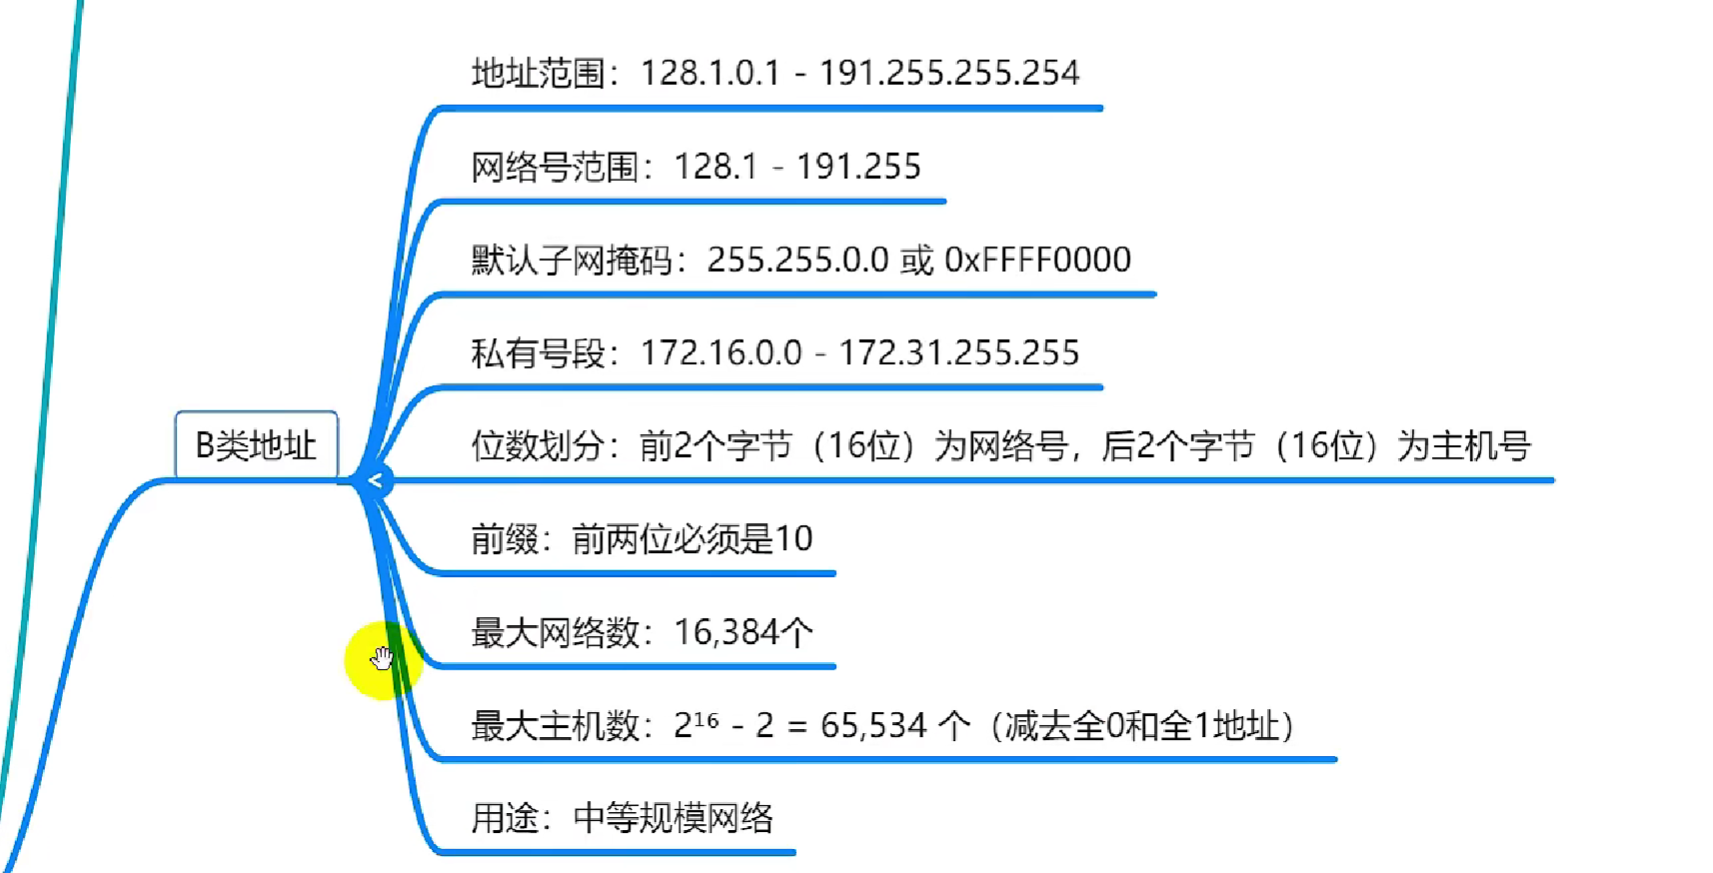 地址范围：128.1.0.1 - 191.255.255.254
网络号范围：128.1 - 191.255
默认子网掩码：255.255.0.0 或 0xFFFF0000
私有号段：172.16.0.0 - 172.31.255.255
B类地址
位数划分：前2个字节（16位）为网络号，后2个字节（16位）为主机号
前缀：前两位必须是10
最大网络数：16,384个
最大主机数：2¹⁶ - 2 = 65,534 个（减去全0和全1地址）
用途：中等规模网络